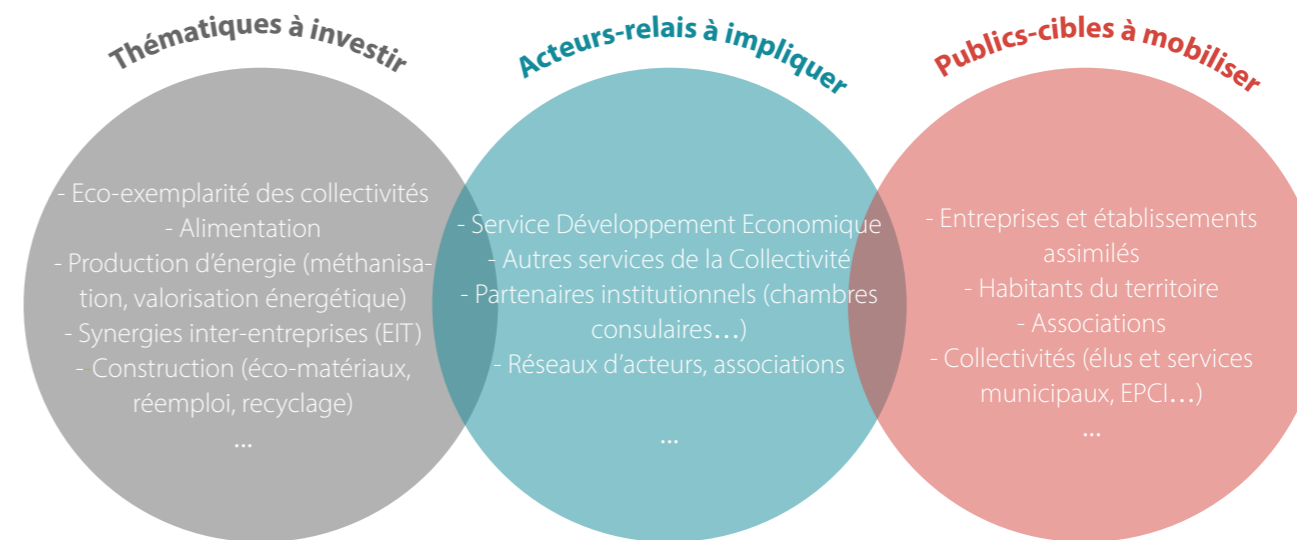 Thématiques à investir
- Eco-exemplarité des collectivités
- Alimentation
- Production d'énergie (méthanisa-
tion, valorisation énergétique)
- Synergies inter-entreprises (EIT)
- Construction (éco-matériaux,
réemploi, recyclage)
...
Acteurs-relais à impliquer
- Service Développement Economique
- Autres services de la Collectivité
- Partenaires institutionnels (chambres
consulaires…)
- Réseaux d'acteurs, associations
...
Publics-cibles à mobiliser
- Entreprises et établissements
assimilés
- Habitants du territoire
- Associations
- Collectivités (élus et services
municipaux, EPCI…)
...